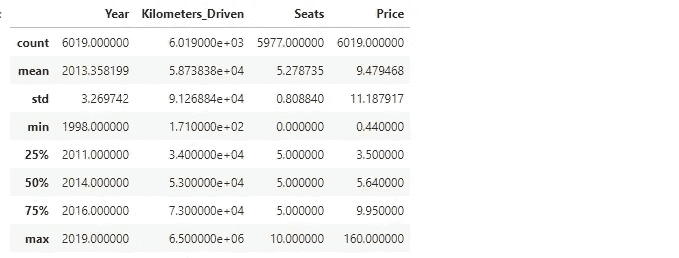 Year Kilometers_Driven Seats Price
count 6019.000000 6.019000e+03 5977.000000 6019.000000
mean 2013.358199 5.873838e+04 5.278735 9.479468
std 3.269742 9.126884e+04 0.808840 11.187917
min 1998.000000 1.710000e+02 0.000000 0.440000
25% 2011.000000 3.400000e+04 5.000000 3.500000
50% 2014.000000 5.300000e+04 5.000000 5.640000
75% 2016.000000 7.300000e+04 5.000000 9.950000
max 2019.000000 6.500000e+06 10.000000 160.000000